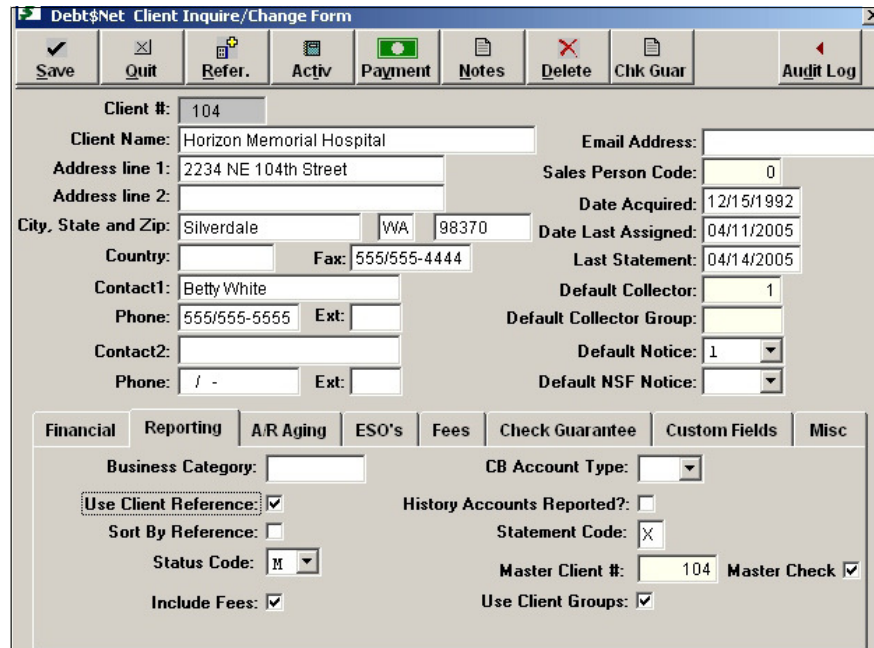 Debt$Net Client Inquire/Change Form
Save Quit Refer. Activ Payment Notes Delete Chk Guar Audit Log
Client #: 104
Client Name: Horizon Memorial Hospital Email Address:
Address line 1: 2234 NE 104th Street Sales Person Code: 0
Address line 2: Date Acquired: 12/15/1992
City, State and Zip: Silverdale WA 98370 Date Last Assigned: 04/11/2005
Country: Fax: 555/555-4444 Last Statement: 04/14/2005
Contact1: Betty White Default Collector: 1
Phone: 555/555-5555 Ext: Default Collector Group:
Contact2: Default Notice: 1
Phone: / - Ext: Default NSF Notice:
Financial Reporting A/R Aging ESO's Fees Check Guarantee Custom Fields Misc
Business Category: CB Account Type:
Use Client Reference: History Accounts Reported?:
Sort By Reference: Statement Code: X
Status Code: M Master Client #: 104 Master Check
Include Fees: Use Client Groups: